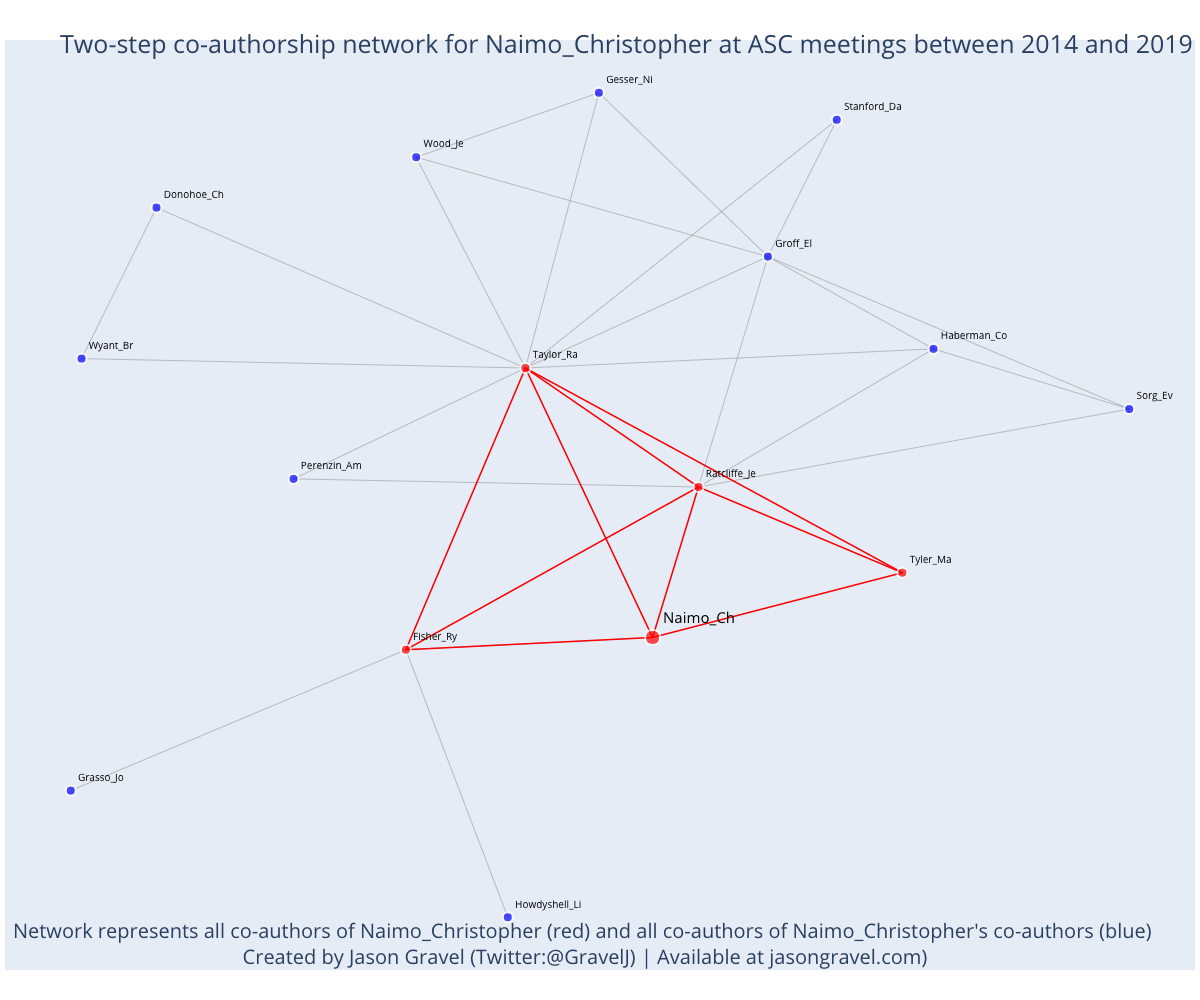 Two-step co-authorship network for Naimo_Christopher at ASC meetings between 2014 and 2019
Gesser_Ni
Stanford_Da
Wood_Je
Donohoe_Ch
Groff_El
Haberman_Co
Wyant_Br
Taylor_Ra
Sorg_Ev
Perenzin_Am
Ratcliffe_Je
Tyler_Ma
Naimo_Ch
Fisher_Ry
Grasso_Jo
Howdyshell_Li
Network represents all co-authors of Naimo_Christopher (red) and all co-authors of Naimo_Christopher's co-authors (blue)
Created by Jason Gravel (Twitter:@GravelJ) | Available at jasongravel.com)